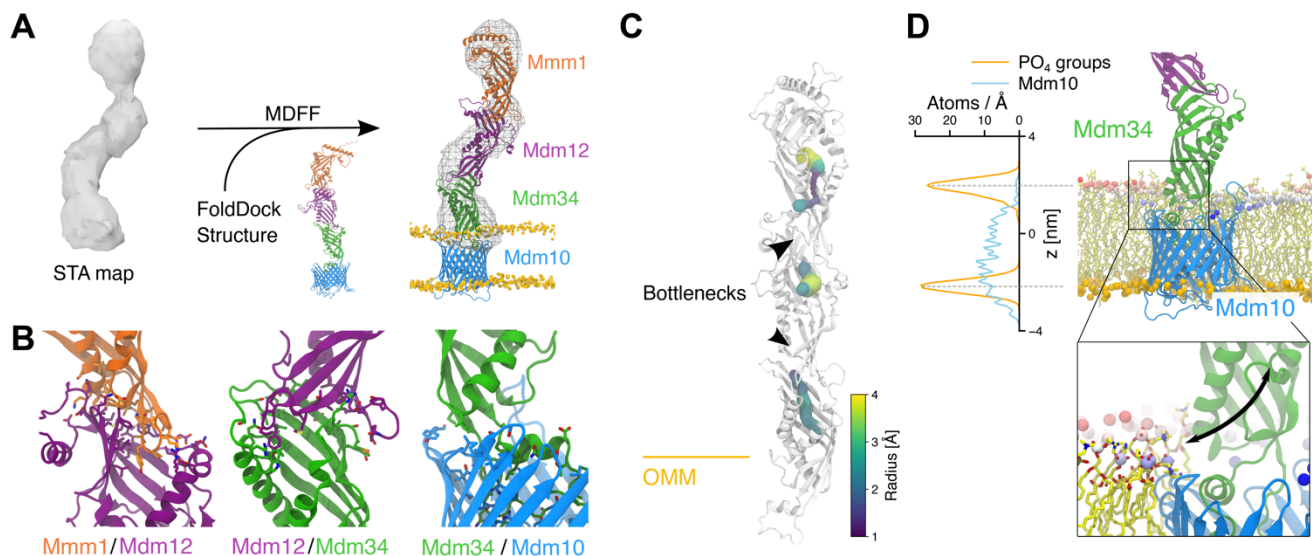 A
STA map
MDFF
FoldDock
Structure
Mmm1
Mdm12
Mdm34
Mdm10
B
Mmm1/Mdm12
Mdm12/Mdm34
Mdm34/Mdm10
C
Bottlenecks
OMM
4
3
2
1
Radius [Å]
D
PO₄ groups
Mdm10
Atoms / Å
30 20 10 0
4
0
−4
z [nm]
Mdm34
Mdm10